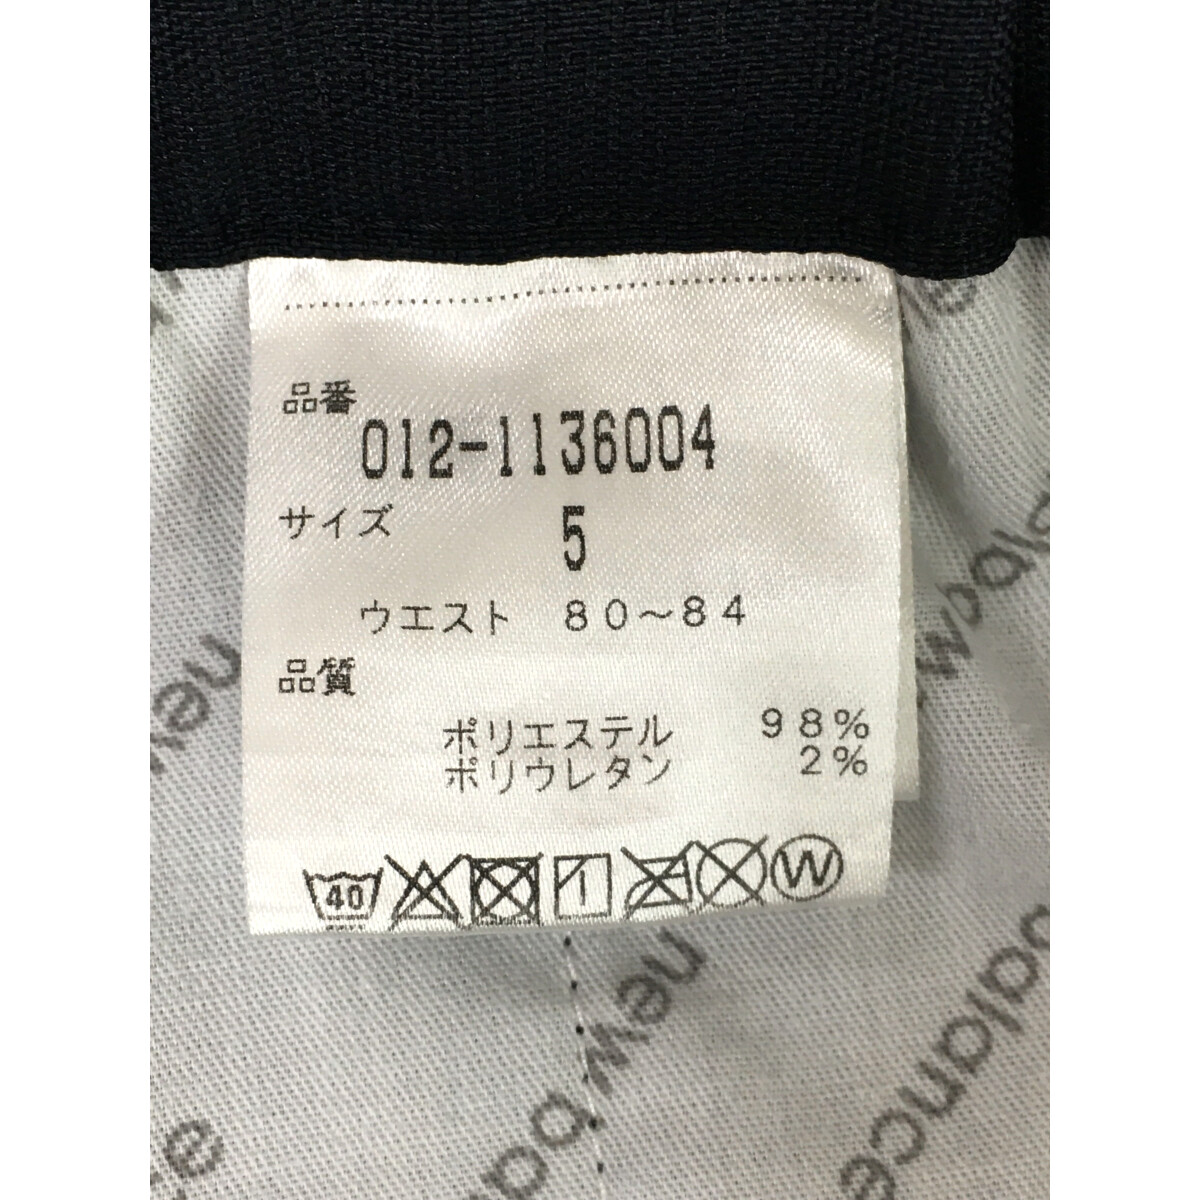 品番
012-1136004
サイズ 5
ウエスト 80~84
品質
ポリエステル 98%
ポリウレタン 2%
40 1 W
new balance
balance
new